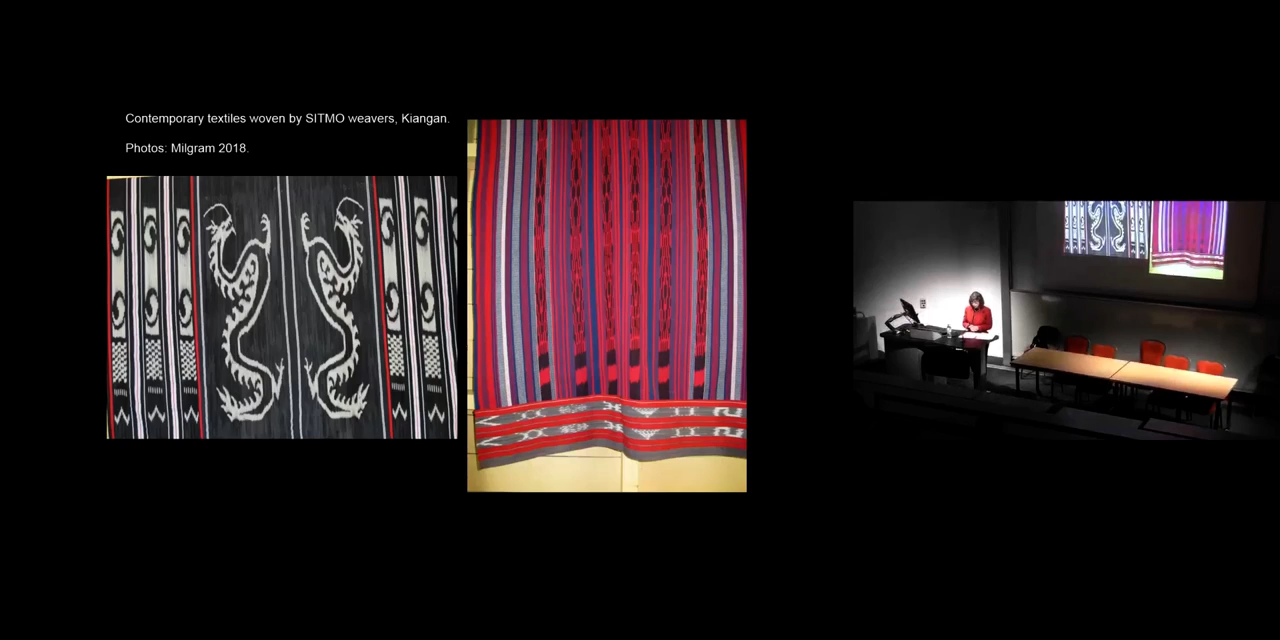 Contemporary textiles woven by SITMO weavers, Kiangan.
Photos: Milgram 2018.